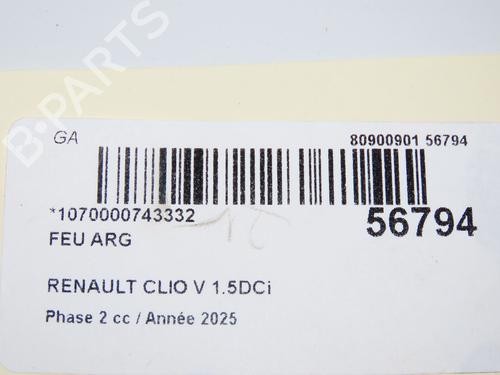 B-PARTS
GA
80900901 56794
*1070000743332
56794
FEU ARG
RENAULT CLIO V 1.5DCi
Phase 2 cc / Année 2025